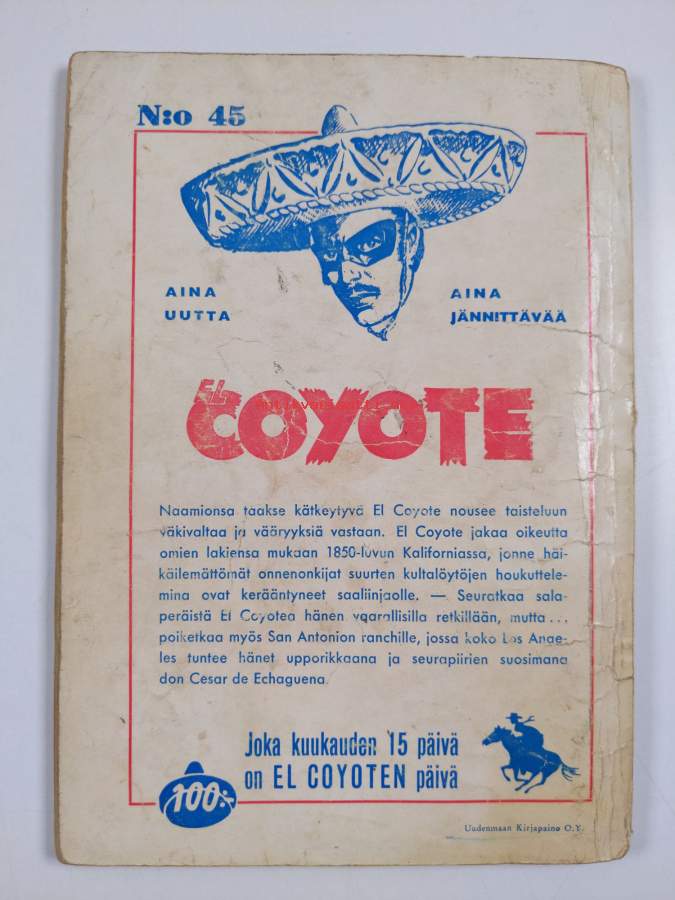 N:o 45
AINA
UUTTA
AINA
JÄNNITTÄVÄÄ
EL
COYOTE
Naamionsa taakse kätkeytyvä El Coyote nousee taisteluun
väkivaltaa ja vääryyksiä vastaan. El Coyote jakaa oikeutta
omien lakiensa mukaan 1850-luvun Kaliforniassa, jonne häi-
käilemättömät onnenonkijat suurten kultalöytöjen houkuttele-
mina ovat kerääntyneet saaliinjaolle. — Seuratkaa sala-
peräistä El Coyotea hänen vaarallisilla retkillään, mutta...
poiketkaa myös San Antonion ranchille, jossa koko Los Ange-
les tuntee hänet upporikkaana ja seurapiirien suosimana
don César de Echaguena.
Joka kuukauden 15 päivä
on EL COYOTEN päivä
100:-
Uudenmaan Kirjapaino O.Y.